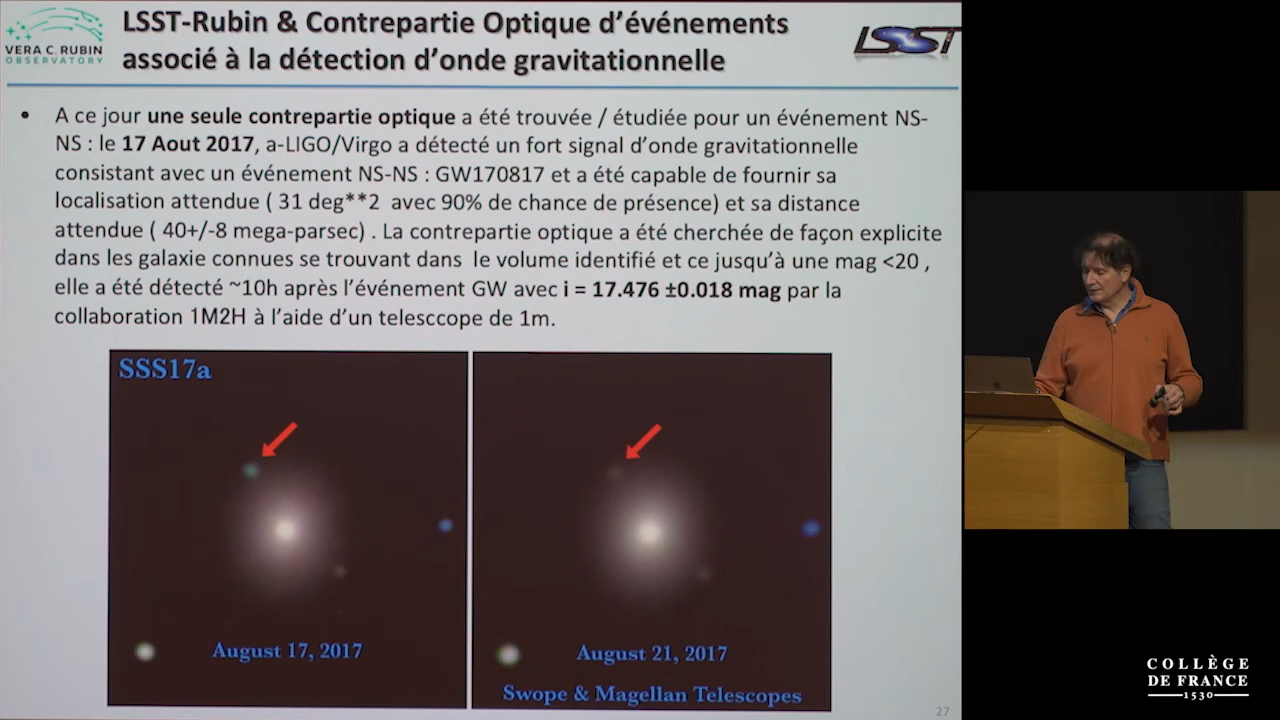 VERA C. RUBIN
OBSERVATORY
LSST-Rubin & Contrepartie Optique d'événements
associé à la détection d'onde gravitationnelle
LSST
• A ce jour une seule contrepartie optique a été trouvée / étudiée pour un événement NS-
NS : le 17 Aout 2017, a-LIGO/Virgo a détecté un fort signal d'onde gravitationnelle
consistant avec un événement NS-NS : GW170817 et a été capable de fournir sa
localisation attendue ( 31 deg**2 avec 90% de chance de présence) et sa distance
attendue ( 40+/-8 mega-parsec) . La contrepartie optique a été cherchée de façon explicite
dans les galaxie connues se trouvant dans le volume identifié et ce jusqu'à une mag <20 ,
elle a été détecté ~10h après l'événement GW avec i = 17.476 ±0.018 mag par la
collaboration 1M2H à l'aide d'un telesccope de 1m.
SSS17a
August 17, 2017
August 21, 2017
Swope & Magellan Telescopes
27
COLLÈGE
DE FRANCE
1530